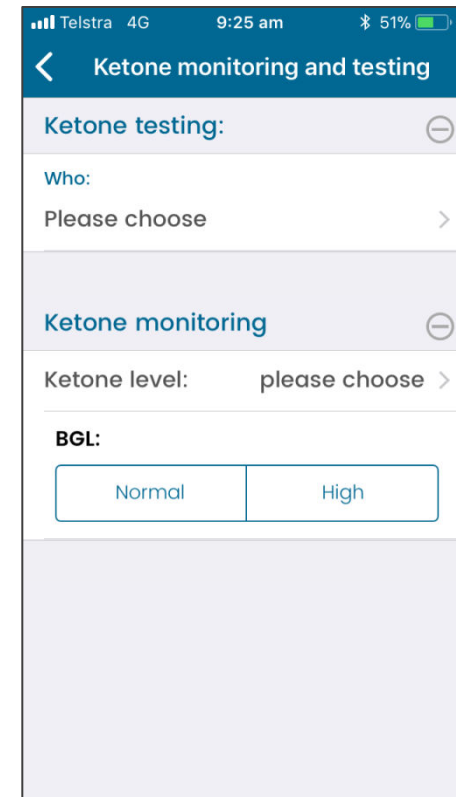 Telstra 4G 9:25 am 51%
Ketone monitoring and testing
Ketone testing:
Who:
Please choose
Ketone monitoring
Ketone level: please choose
BGL:
Normal High